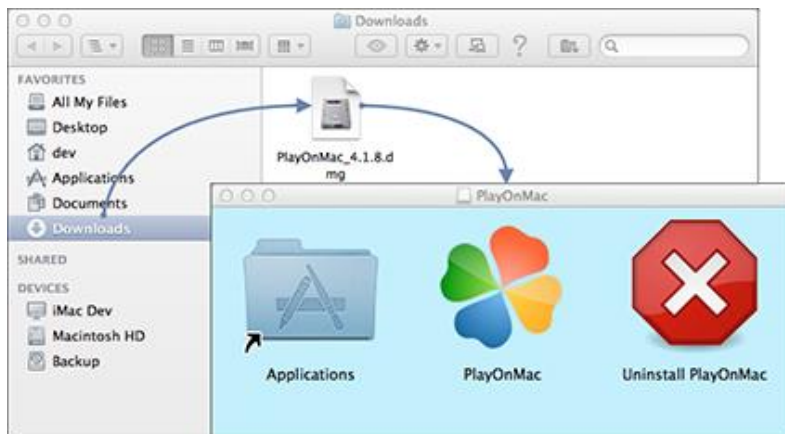 Downloads
FAVORITES
All My Files
Desktop
dev
Applications
Documents
Downloads
SHARED
DEVICES
iMac Dev
Macintosh HD
Backup
PlayOnMac_4.1.8.d
mg
PlayOnMac
Applications
PlayOnMac
Uninstall PlayOnMac